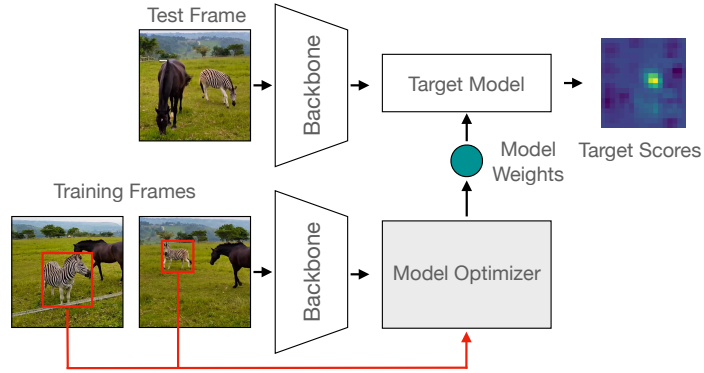 Test Frame
Backbone
Target Model
Model
Weights
Target Scores
Training Frames
Backbone
Model Optimizer